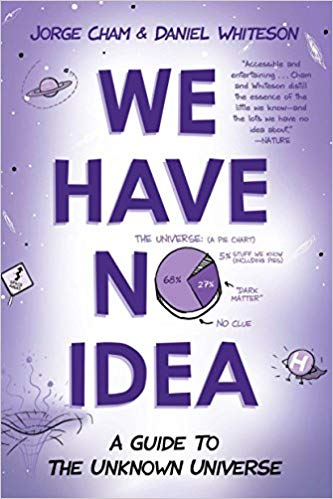 JORGE CHAM & DANIEL WHITESON
"Accessible and
entertaining . . . Cham
and Whiteson distill
the essence of the
little we know—and
the lots we have no
idea about."
—NATURE
WE
HAVE
THE UNIVERSE: (A PIE CHART)
5% STUFF WE KNOW
(INCLUDING PIES)
68%
27%
"DARK
MATTER"
NO CLUE
NO
H
IDEA
A GUIDE TO
THE UNKNOWN UNIVERSE